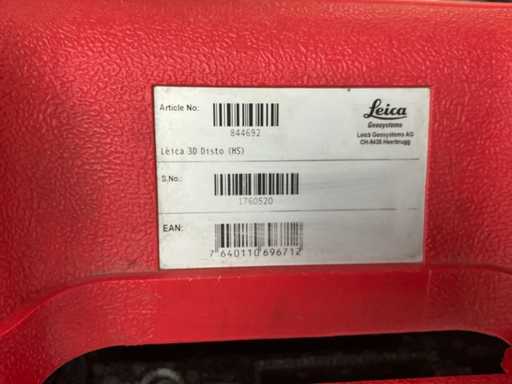 Article No:
844692
Leica
Geosystems
Leica Geosystems AG
CH-9435 Heerbrugg
Leica 3D Disto (HS)
S.No.:
1760520
EAN:
7 640110 696712